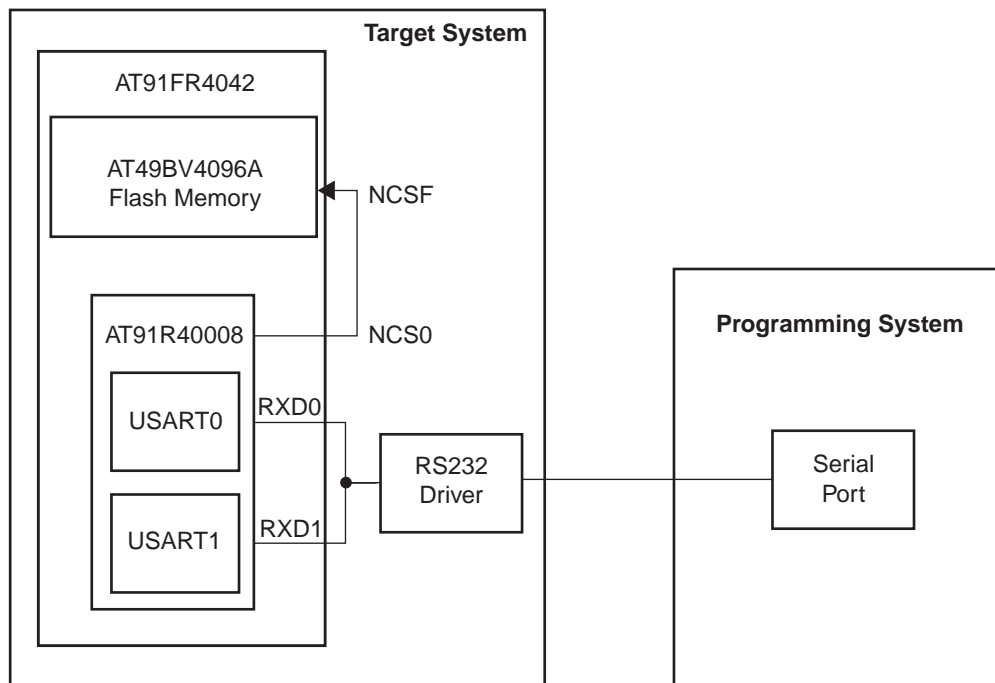 Target System
AT91FR4042
AT49BV4096A
Flash Memory
NCSF
AT91R40008
NCS0
Programming System
USART0
RXD0
RS232
Driver
Serial
Port
USART1
RXD1